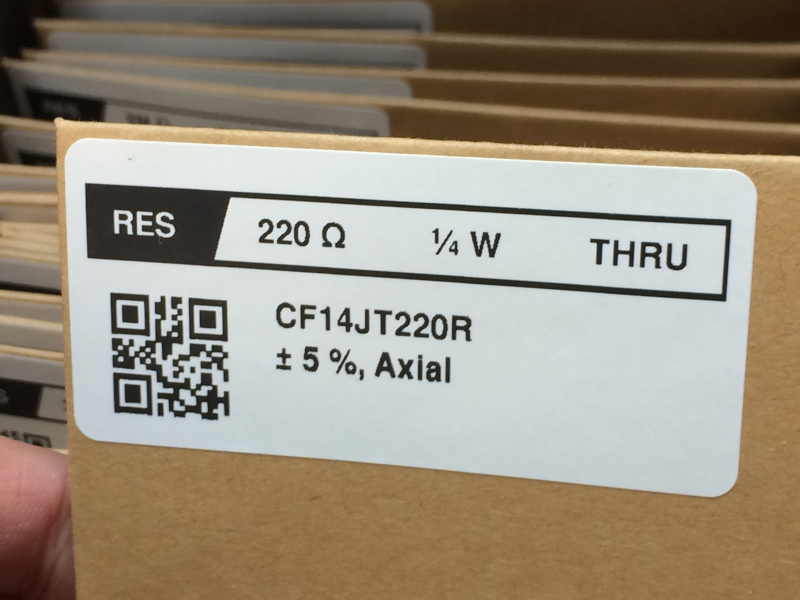 RES 220 Ω ¼ W THRU
CF14JT220R
± 5 %, Axial